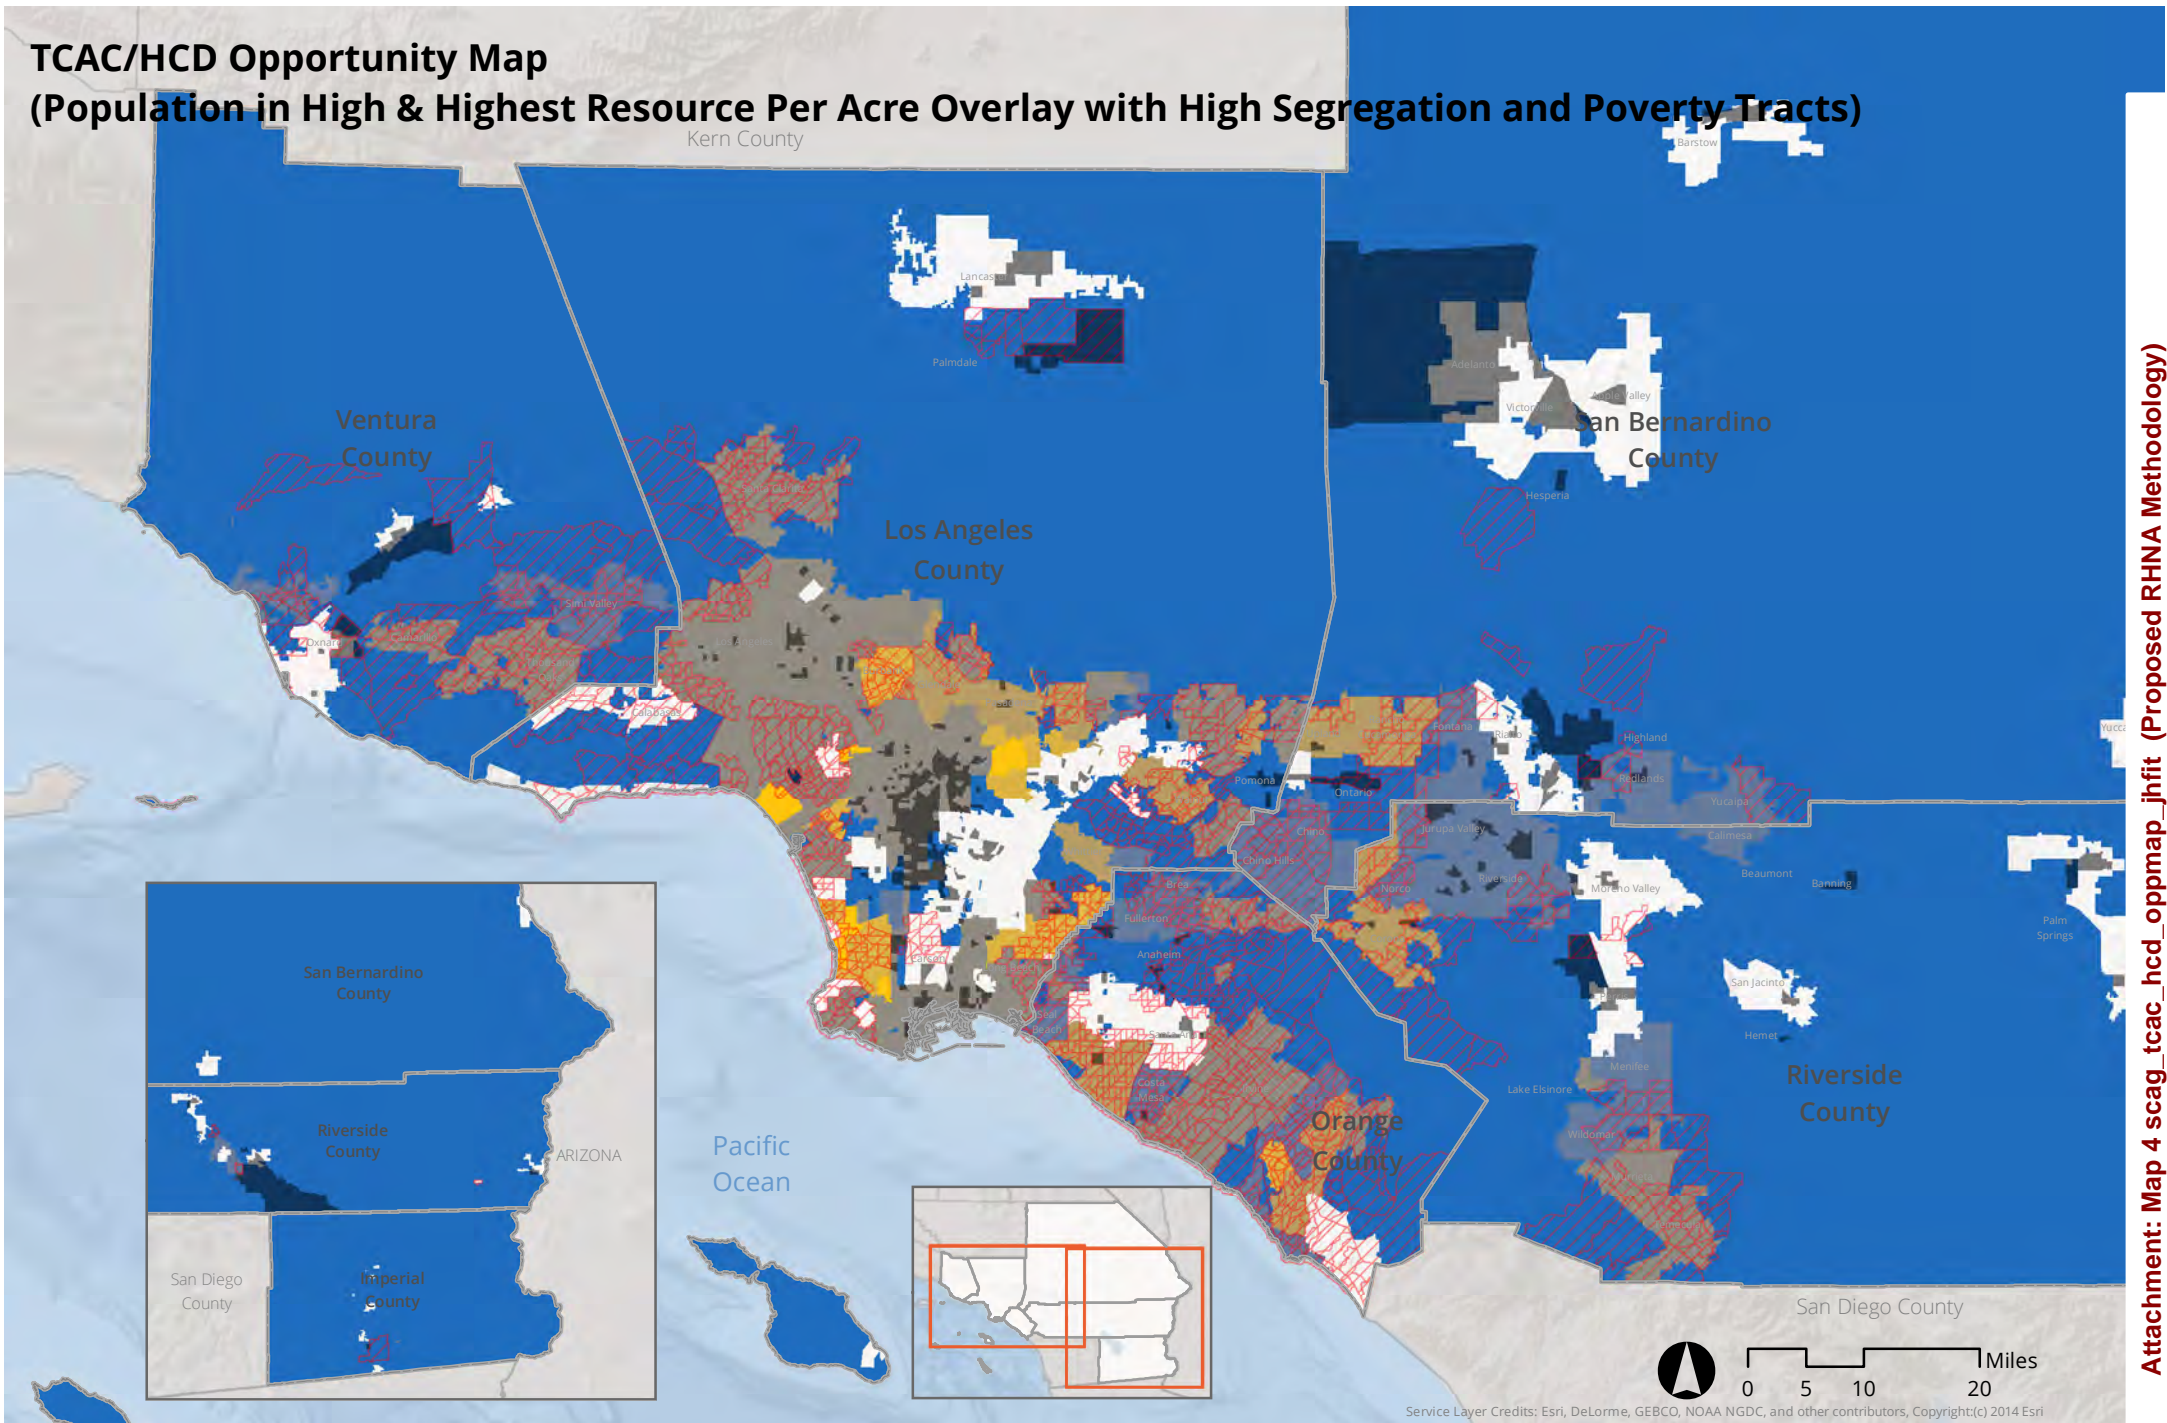 TCAC/HCD Opportunity Map
(Population in High & Highest Resource Per Acre Overlay with High Segregation and Poverty Tracts)
Kern County
Barstow
Palmdale
Adelanto
Apple Valley
Ventura
County
San Bernardino
County
Hesperia
Los Angeles
County
Simi Valley
Oxnard
Camarillo
Calabasas
Fontana
Rialto
Highland
Redlands
Pomona
Ontario
Yucaipa
Chino
Jurupa Valley
Calimesa
Chino Hills
Beaumont
Banning
Brea
Norco
Riverside
Moreno Valley
Fullerton
Palm
Springs
Anaheim
San Bernardino
County
San Jacinto
Seal
Beach
Hemet
Menifee
Costa
Mesa
Lake Elsinore
Riverside
County
Orange
County
Wildomar
Riverside
County
ARIZONA
Pacific
Ocean
San Diego
County
Imperial
County
San Diego County
Miles
0 5 10 20
Service Layer Credits: Esri, DeLorme, GEBCO, NOAA NGDC, and other contributors, Copyright:(c) 2014 Esri
Attachment: Map 4 scag_tcac_hcd_oppmap_jhfit (Proposed RHNA Methodology)